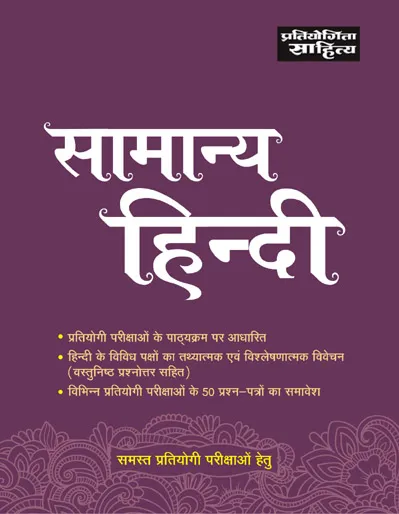 प्रतियोगिता
साहित्य
सामान्य
हिन्दी
• प्रतियोगी परीक्षाओं के पाठ्यक्रम पर आधारित
• हिन्दी के विविध पक्षों का तथ्यात्मक एवं विश्लेषणात्मक विवेचन
(वस्तुनिष्ठ प्रश्नोत्तर सहित)
• विभिन्न प्रतियोगी परीक्षाओं के 50 प्रश्न-पत्रों का समावेश
समस्त प्रतियोगी परीक्षाओं हेतु